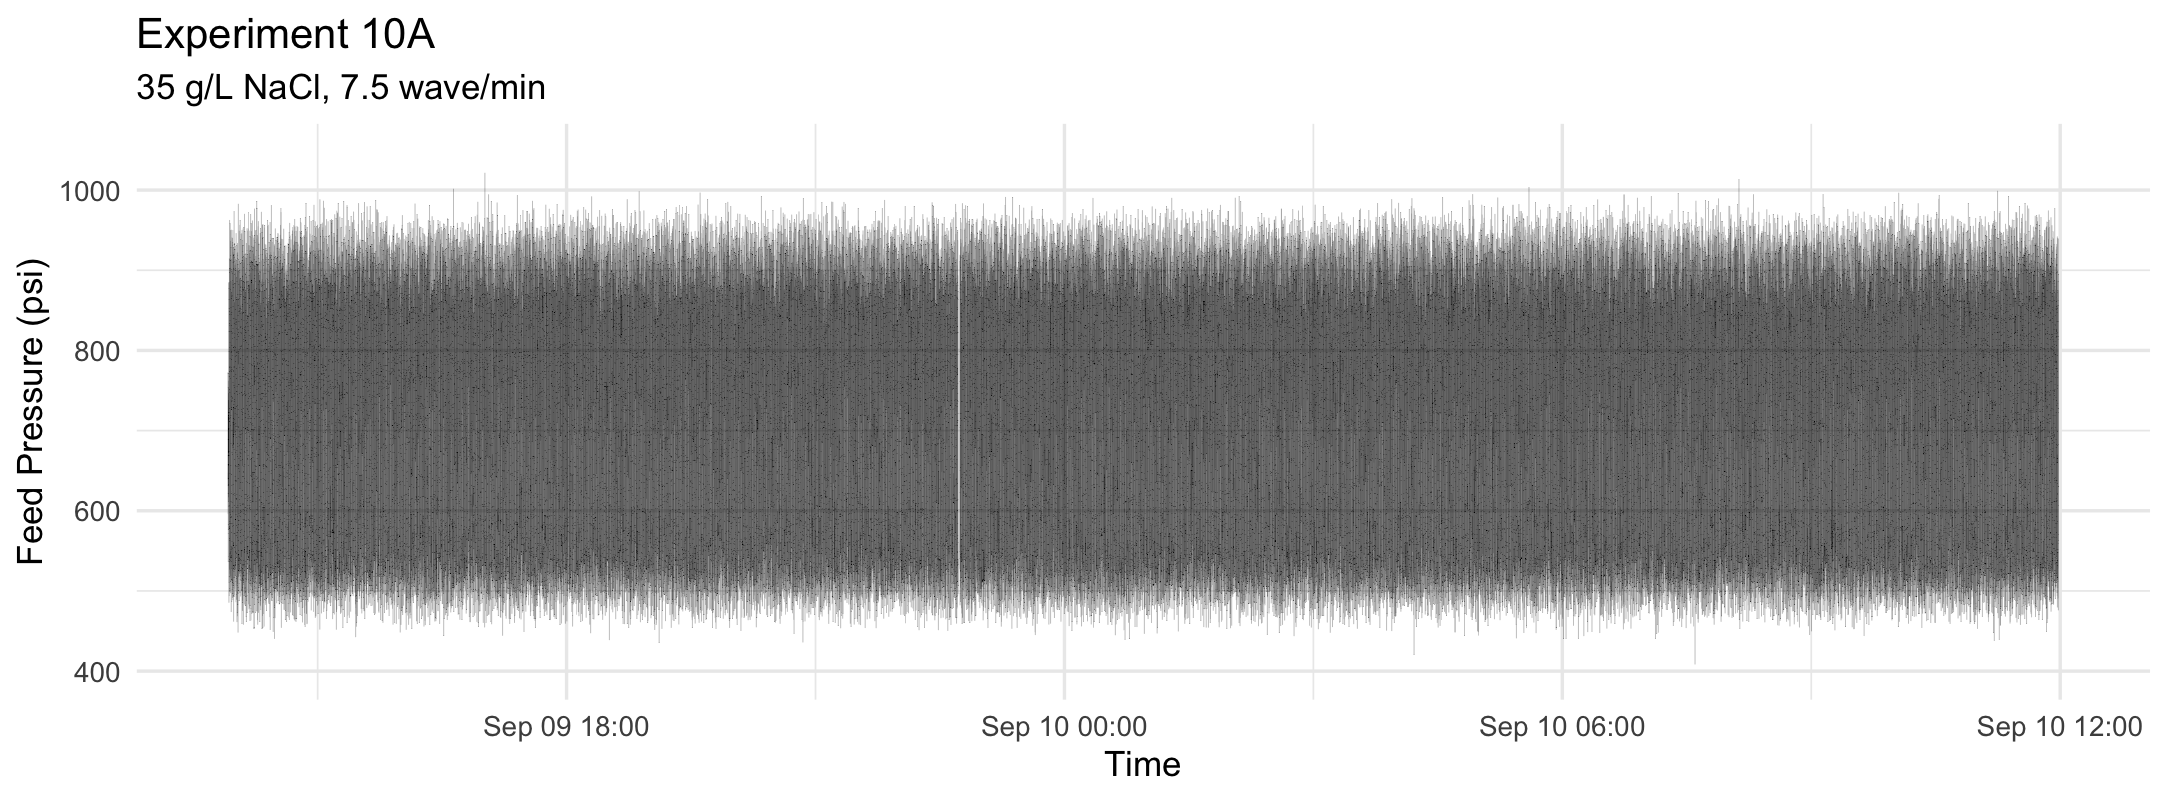 Experiment 10A
35 g/L NaCl, 7.5 wave/min
Feed Pressure (psi)
1000
800
600
400
Sep 09 18:00
Sep 10 00:00
Sep 10 06:00
Sep 10 12:00
Time